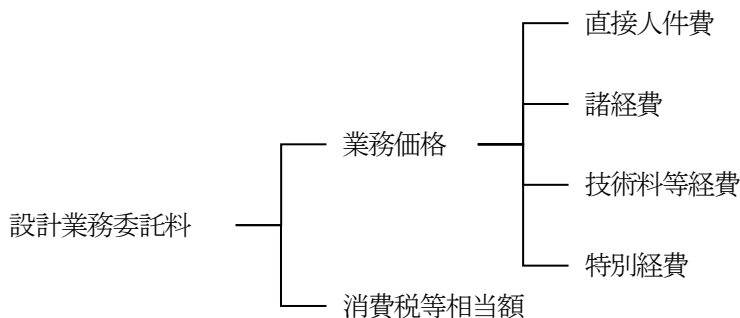 直接人件費
諸経費
業務価格
技術料等経費
設計業務委託料
特別経費
消費税等相当額